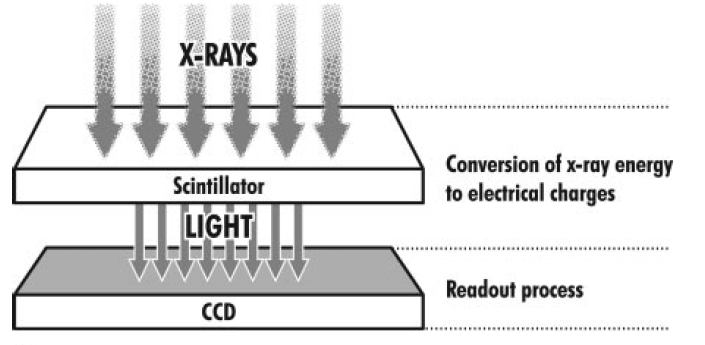 X-RAYS
Scintillator
Conversion of x-ray energy
to electrical charges
LIGHT
Readout process
CCD